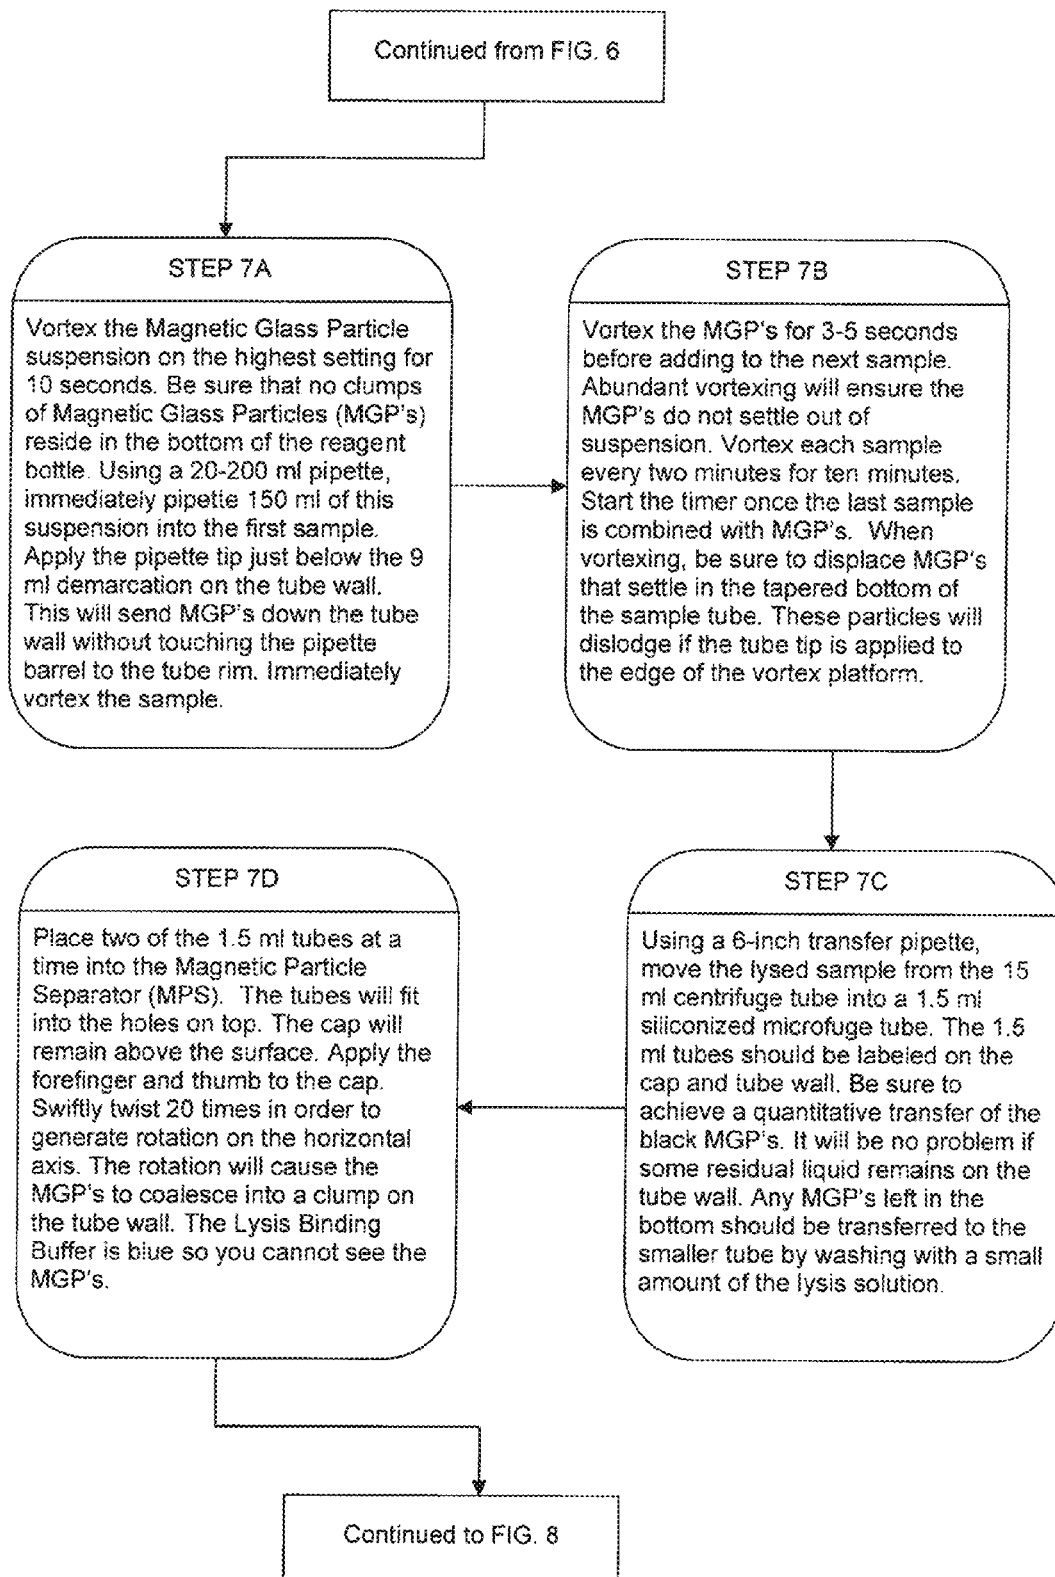 Continued from FIG. 6
STEP 7A
Vortex the Magnetic Glass Particle
suspension on the highest setting for
10 seconds. Be sure that no clumps
of Magnetic Glass Particles (MGP's)
reside in the bottom of the reagent
bottle. Using a 20-200 ml pipette,
immediately pipette 150 ml of this
suspension into the first sample.
Apply the pipette tip just below the 9
ml demarcation on the tube wall.
This will send MGP's down the tube
wall without touching the pipette
barrel to the tube rim. Immediately
vortex the sample.
STEP 7B
Vortex the MGP's for 3-5 seconds
before adding to the next sample.
Abundant vortexing will ensure the
MGP's do not settle out of
suspension. Vortex each sample
every two minutes for ten minutes.
Start the timer once the last sample
is combined with MGP's.  When
vortexing, be sure to displace MGP's
that settle in the tapered bottom of
the sample tube. These particles will
dislodge if the tube tip is applied to
the edge of the vortex platform.
STEP 7C
Using a 6-inch transfer pipette,
move the lysed sample from the 15
ml centrifuge tube into a 1.5 ml
siliconized microfuge tube. The 1.5
ml tubes should be labeled on the
cap and tube wall. Be sure to
achieve a quantitative transfer of the
black MGP's. It will be no problem if
some residual liquid remains on the
tube wall. Any MGP's left in the
bottom should be transferred to the
smaller tube by washing with a small
amount of the lysis solution.
STEP 7D
Place two of the 1.5 ml tubes at a
time into the Magnetic Particle
Separator (MPS).  The tubes will fit
into the holes on top. The cap will
remain above the surface. Apply the
forefinger and thumb to the cap.
Swiftly twist 20 times in order to
generate rotation on the horizontal
axis. The rotation will cause the
MGP's to coalesce into a clump on
the tube wall. The Lysis Binding
Buffer is blue so you cannot see the
MGP's.
Continued to FIG. 8